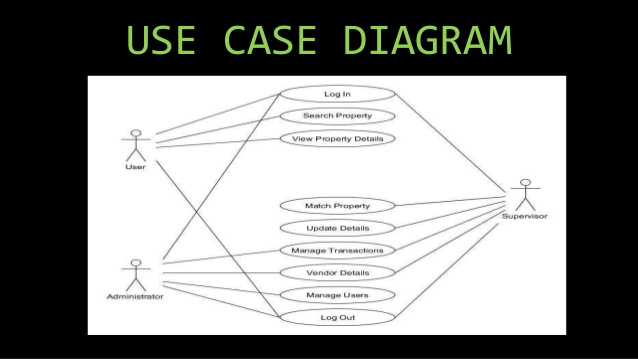 USE CASE DIAGRAM
Log In
Search Property
View Property Details
User
Match Property
Supervisor
Update Details
Manage Transactions
Vendor Details
Administrator
Manage Users
Log Out